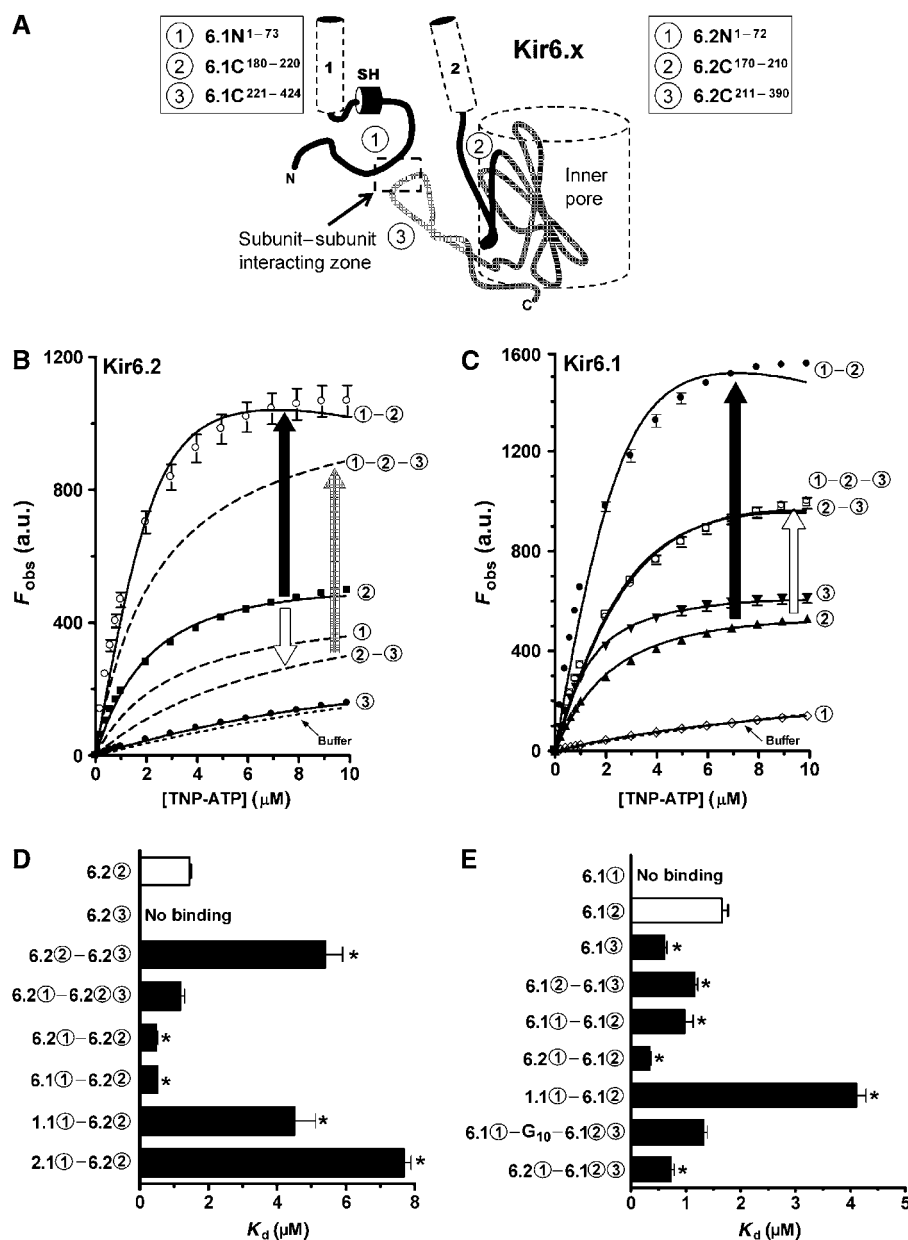 A
① 6.1N1–73
② 6.1C180–220
③ 6.1C221–424
Kir6.x
① 6.2N1–72
② 6.2C170–210
③ 6.2C211–390
1
SH
2
①
②
N
Inner
pore
Subunit–subunit
interacting zone
③
C
B
Kir6.2
1200
800
400
0
Fobs (a.u.)
①–②
①–②–③
②
①
②–③
③
Buffer
0 2 4 6 8 10
[TNP-ATP] (μM)
C
Kir6.1
1600
1200
800
400
0
Fobs (a.u.)
①–②
①–②–③
②–③
③
②
①
Buffer
0 2 4 6 8 10
[TNP-ATP] (μM)
D
6.2②
6.2③ No binding
6.2②–6.2③ *
6.2①–6.2②③
6.2①–6.2② *
6.1①–6.2② *
1.1①–6.2② *
2.1①–6.2② *
0 2 4 6 8
Kd (μM)
E
6.1① No binding
6.1②
6.1③ *
6.1②–6.1③ *
6.1①–6.1② *
6.2①–6.1② *
1.1①–6.1② *
6.1①–G10–6.1②③
6.2①–6.1②③ *
0 1 2 3 4 5
Kd (μM)